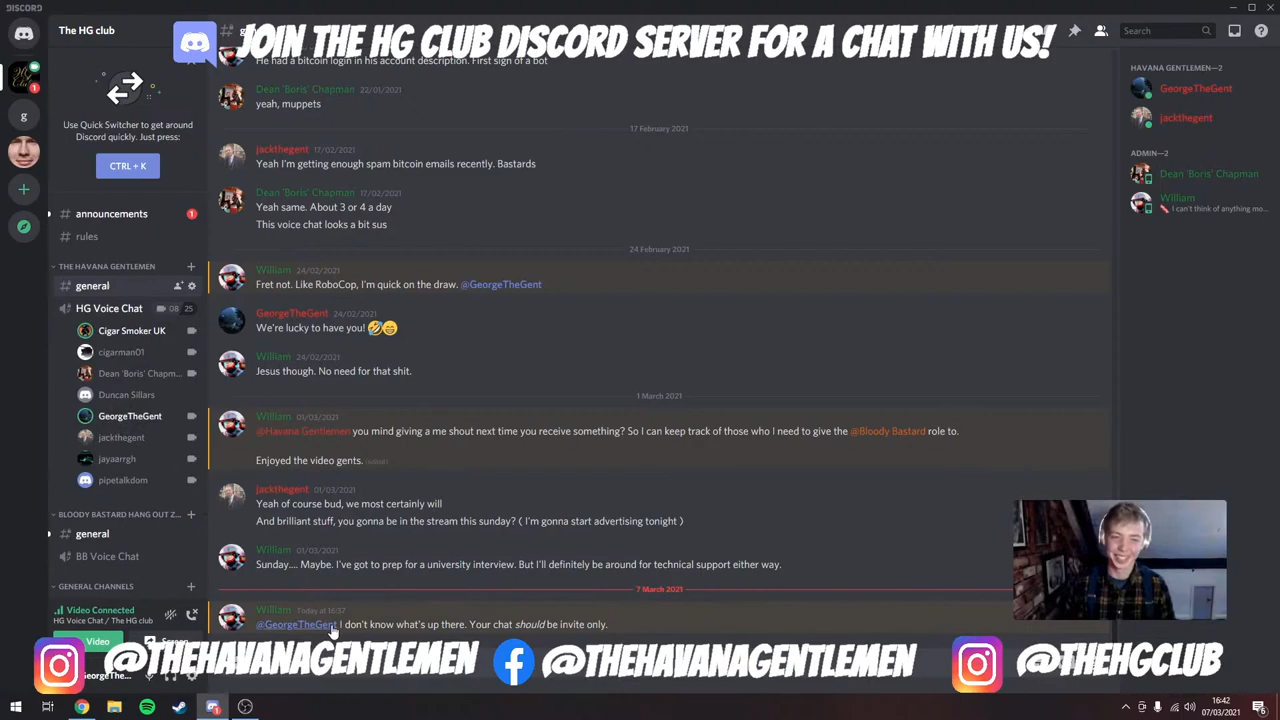 DISCORD
The HG club
JOIN THE HG CLUB DISCORD SERVER FOR A CHAT WITH US!
Search
He had a bitcoin login in his account description. First sign of a bot
Use Quick Switcher to get around
Discord quickly. Just press:
CTRL + K
# announcements 1
# rules
THE HAVANA GENTLEMEN
# general
HG Voice Chat 08 25
Cigar Smoker UK
cigarman01
Dean 'Boris' Chapm...
Duncan Sillars
GeorgeTheGent
jackthegent
jayaarrgh
pipetalkdom
BLOODY BASTARD HANG OUT Z...
# general
BB Voice Chat
GENERAL CHANNELS
Video Connected
HG Voice Chat / The HG club
Video
Screen
GeorgeThe...
Dean 'Boris' Chapman 22/01/2021
yeah, muppets
17 February 2021
jackthegent 17/02/2021
Yeah I'm getting enough spam bitcoin emails recently. Bastards
Dean 'Boris' Chapman 17/02/2021
Yeah same. About 3 or 4 a day
This voice chat looks a bit sus
24 February 2021
William 24/02/2021
Fret not. Like RoboCop, I'm quick on the draw. @GeorgeTheGent
GeorgeTheGent 24/02/2021
We're lucky to have you! 🤣😁
William 24/02/2021
Jesus though. No need for that shit.
1 March 2021
William 01/03/2021
@Havana Gentlemen you mind giving a me shout next time you receive something? So I can keep track of those who I need to give the @Bloody Bastard role to.
Enjoyed the video gents. (edited)
jackthegent 01/03/2021
Yeah of course bud, we most certainly will
And brilliant stuff, you gonna be in the stream this sunday? ( I'm gonna start advertising tonight )
William 01/03/2021
Sunday.... Maybe. I've got to prep for a university interview. But I'll definitely be around for technical support either way.
7 March 2021
William Today at 16:37
@GeorgeTheGent I don't know what's up there. Your chat should be invite only.
HAVANA GENTLEMEN—2
GeorgeTheGent
jackthegent
ADMIN—2
Dean 'Boris' Chapman
William
I can't think of anything mo...
@THEHAVANAGENTLEMEN
@THEHAVANAGENTLEMEN
@THEHGCLUB
16:42
07/03/2021